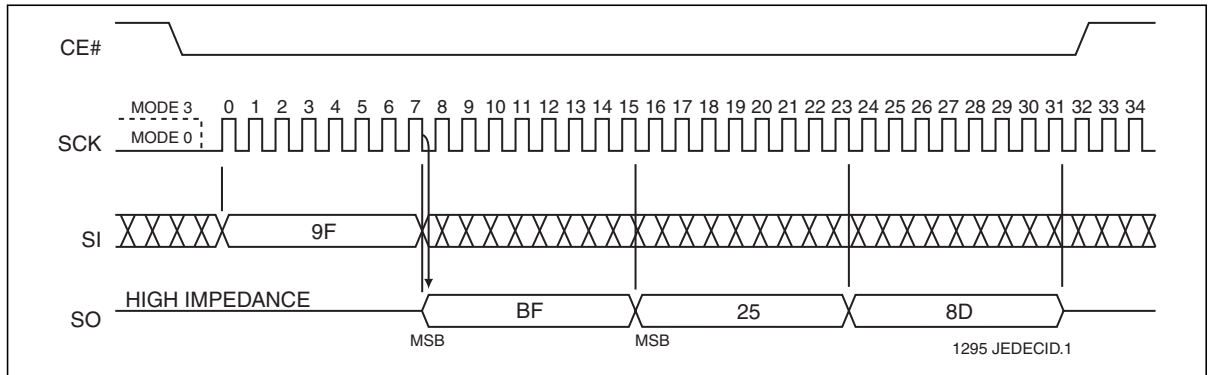 CE#
MODE 3
0 1 2 3 4 5 6 7 8 9 10 11 12 13 14 15 16 17 18 19 20 21 22 23 24 25 26 27 28 29 30 31 32 33 34
SCK
MODE 0
SI
9F
HIGH IMPEDANCE
SO
BF
25
8D
MSB
MSB
1295 JEDECID.1